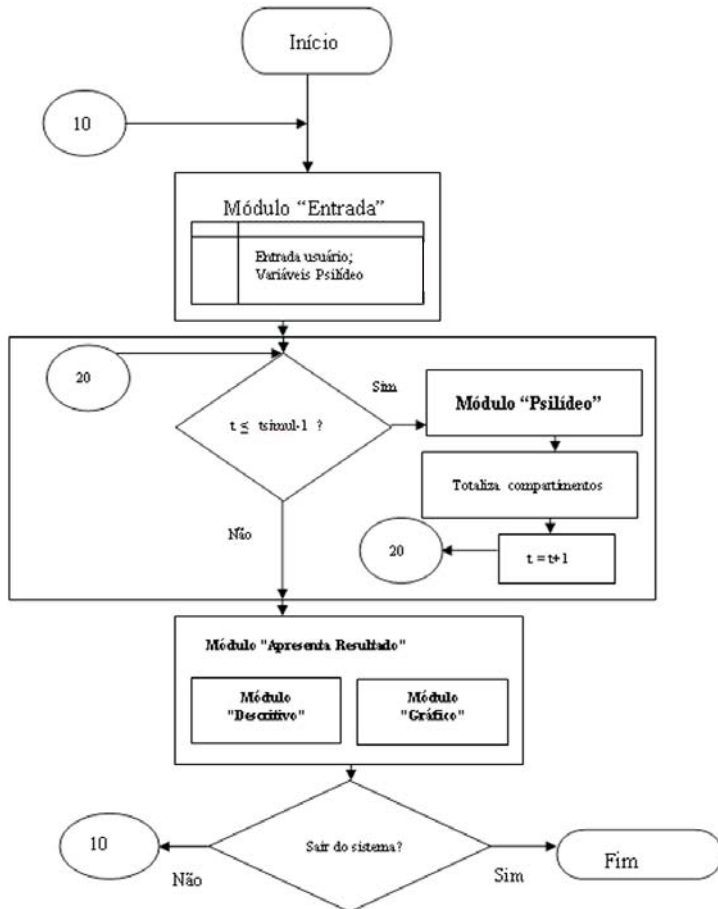 Início
10
Módulo “Entrada”
Entrada usuário;
Variáveis Psilídeo
20
t ≤ tsimul-1 ?
Sim
Módulo “Psilídeo”
Totaliza compartimentos
Não
20
t = t+1
Módulo "Apresenta Resultado"
Módulo
"Descritivo"
Módulo
"Gráfico"
10
Sair do sistema?
Fim
Não
Sim